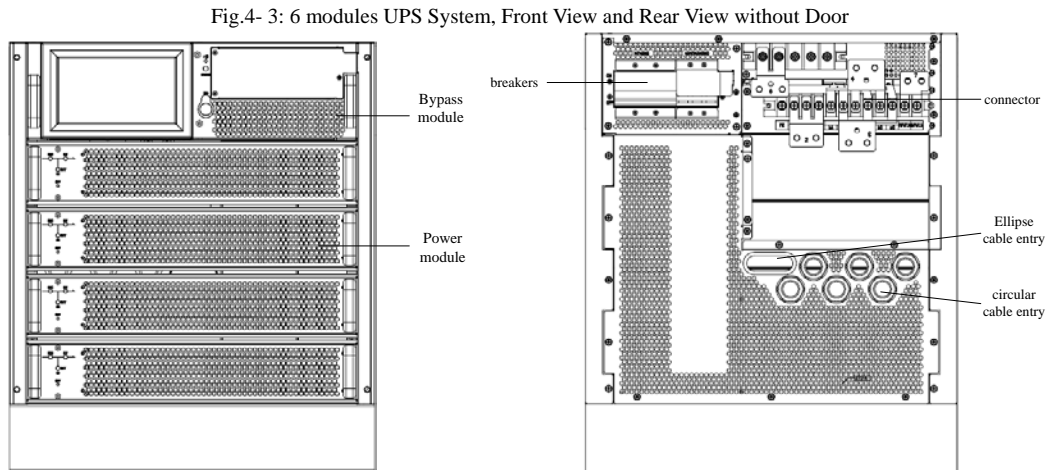 Fig.4- 3: 6 modules UPS System, Front View and Rear View without Door
Bypass
module
Power
module
breakers
connector
Ellipse
cable entry
circular
cable entry